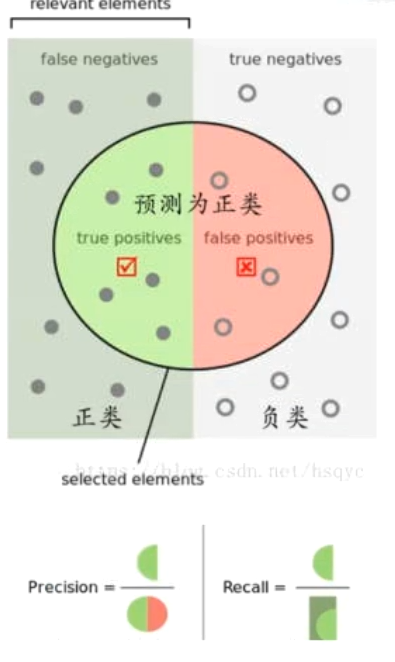 relevant elements
false negatives
true negatives
预测为正类
true positives
false positives
正类
负类
https://blog.csdn.net/hsqyc
selected elements
Precision =
Recall =